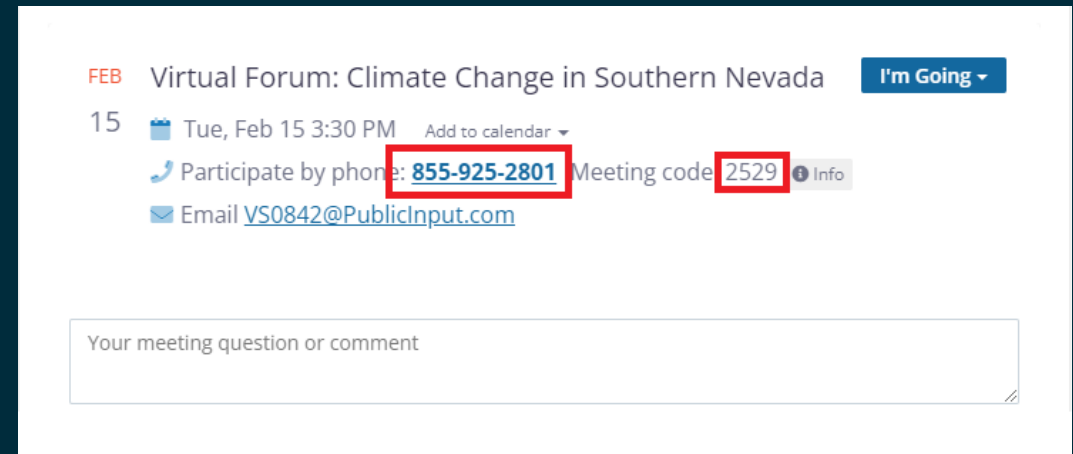 FEB Virtual Forum: Climate Change in Southern Nevada I'm Going
15 Tue, Feb 15 3:30 PM Add to calendar
Participate by phone: 855-925-2801 Meeting code 2529 Info
Email VS0842@PublicInput.com
Your meeting question or comment